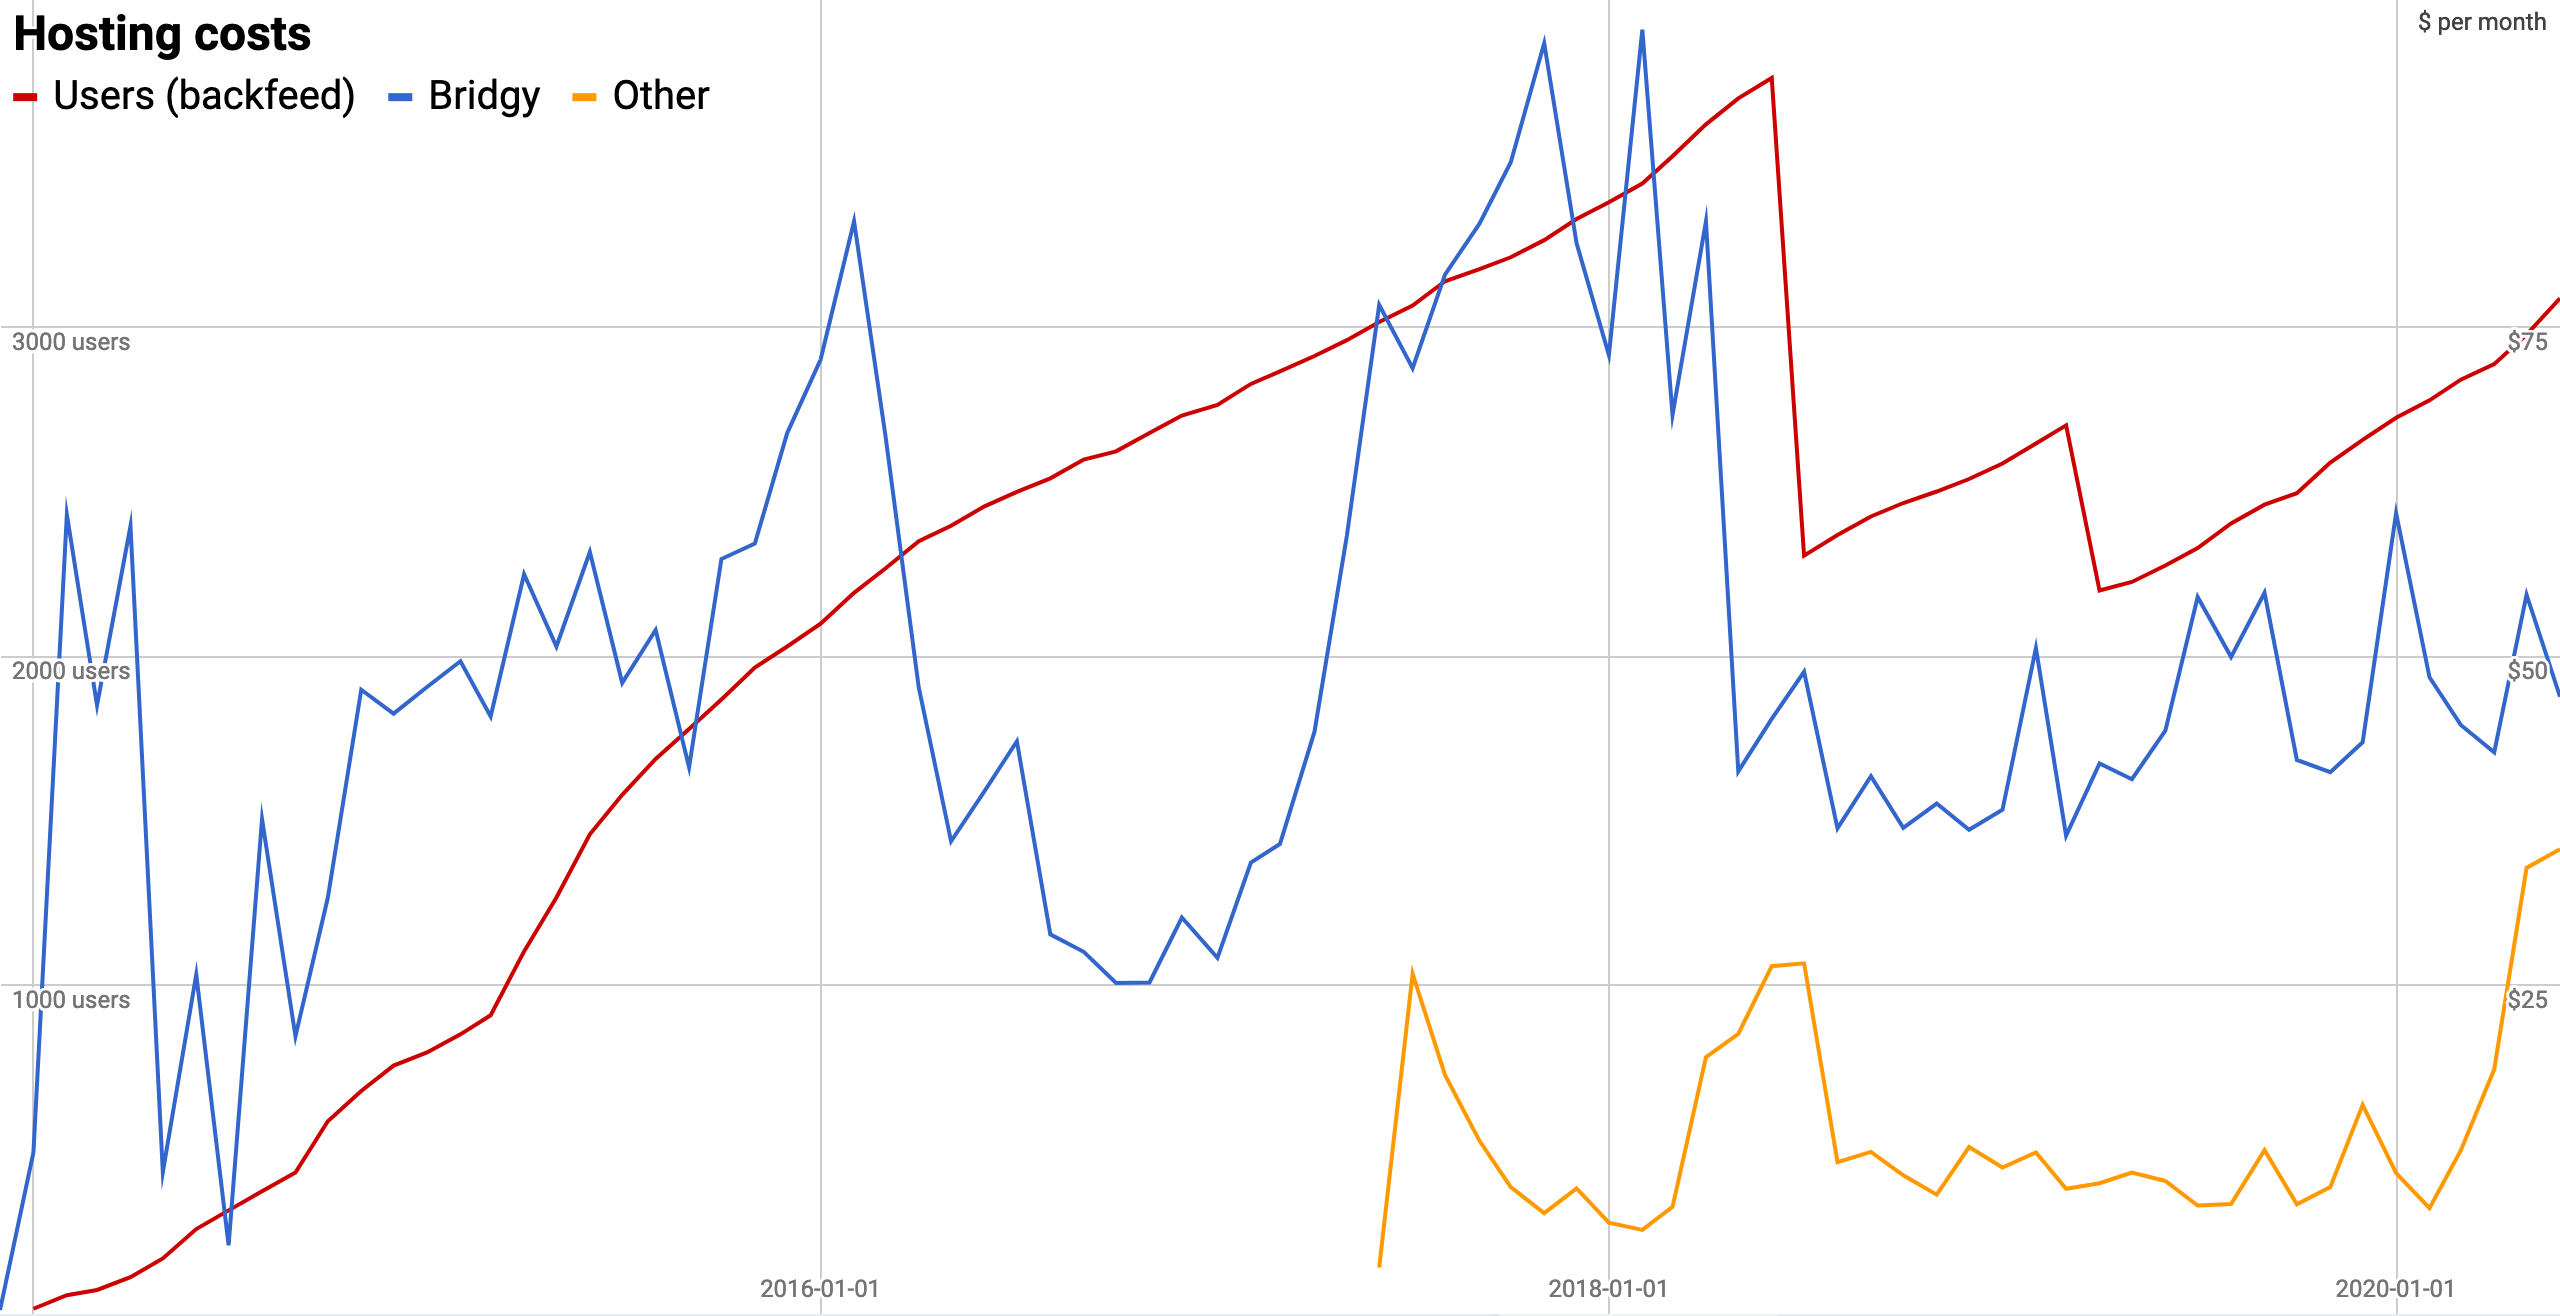 Hosting costs
$ per month
Users (backfeed) Bridgy Other
3000 users
$75
2000 users
$50
1000 users
$25
2016-01-01 2018-01-01 2020-01-01